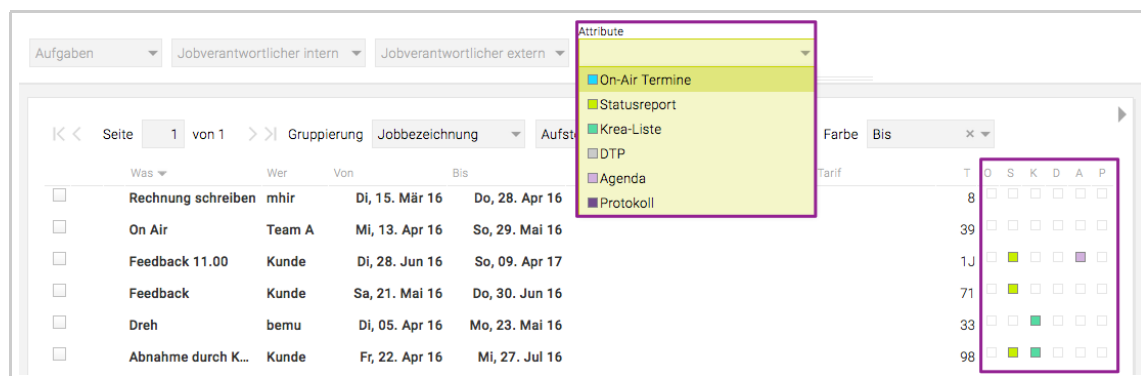 Attribute
Aufgaben Jobverantwortlicher intern Jobverantwortlicher extern
On-Air Termine
Statusreport
Krea-Liste
DTP
Agenda
Protokoll
Seite 1 von 1 Gruppierung Jobbezeichnung Aufst Farbe Bis
Was Wer Von Bis Tarif T O S K D A P
Rechnung schreiben mhir Di, 15. Mär 16 Do, 28. Apr 16 8
On Air Team A Mi, 13. Apr 16 So, 29. Mai 16 39
Feedback 11.00 Kunde Di, 28. Jun 16 So, 09. Apr 17 1J
Feedback Kunde Sa, 21. Mai 16 Do, 30. Jun 16 71
Dreh bemu Di, 05. Apr 16 Mo, 23. Mai 16 33
Abnahme durch K... Kunde Fr, 22. Apr 16 Mi, 27. Jul 16 98